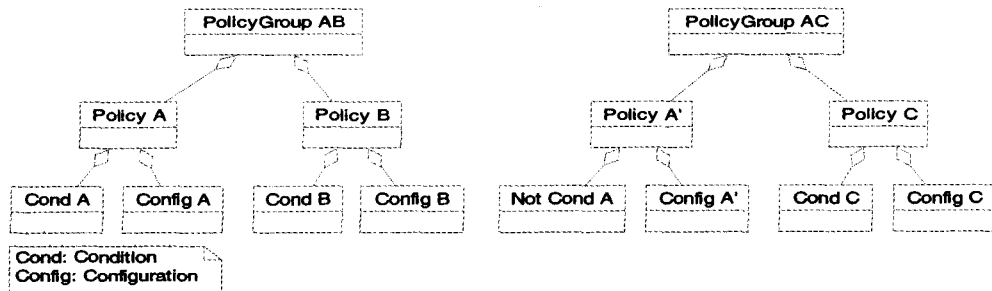 PolicyGroup AB
PolicyGroup AC
Policy A
Policy B
Policy A'
Policy C
Cond A
Config A
Cond B
Config B
Not Cond A
Config A'
Cond C
Config C
Cond: Condition
Config: Configuration